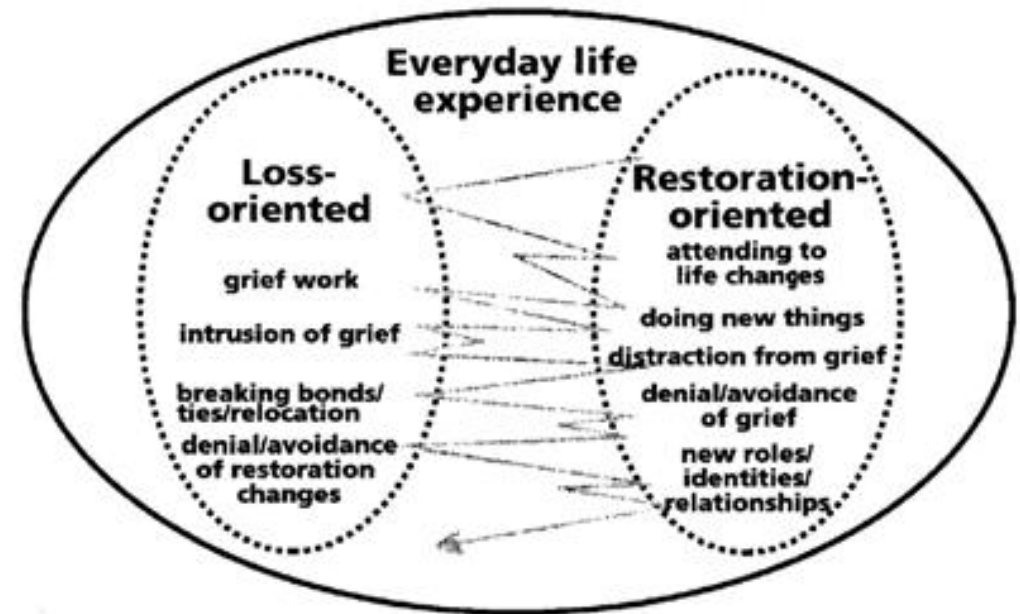 Everyday life
experience
Loss-
oriented
grief work
intrusion of grief
breaking bonds/
ties/relocation
denial/avoidance
of restoration
changes
Restoration-
oriented
attending to
life changes
doing new things
distraction from grief
denial/avoidance
of grief
new roles/
identities/
relationships